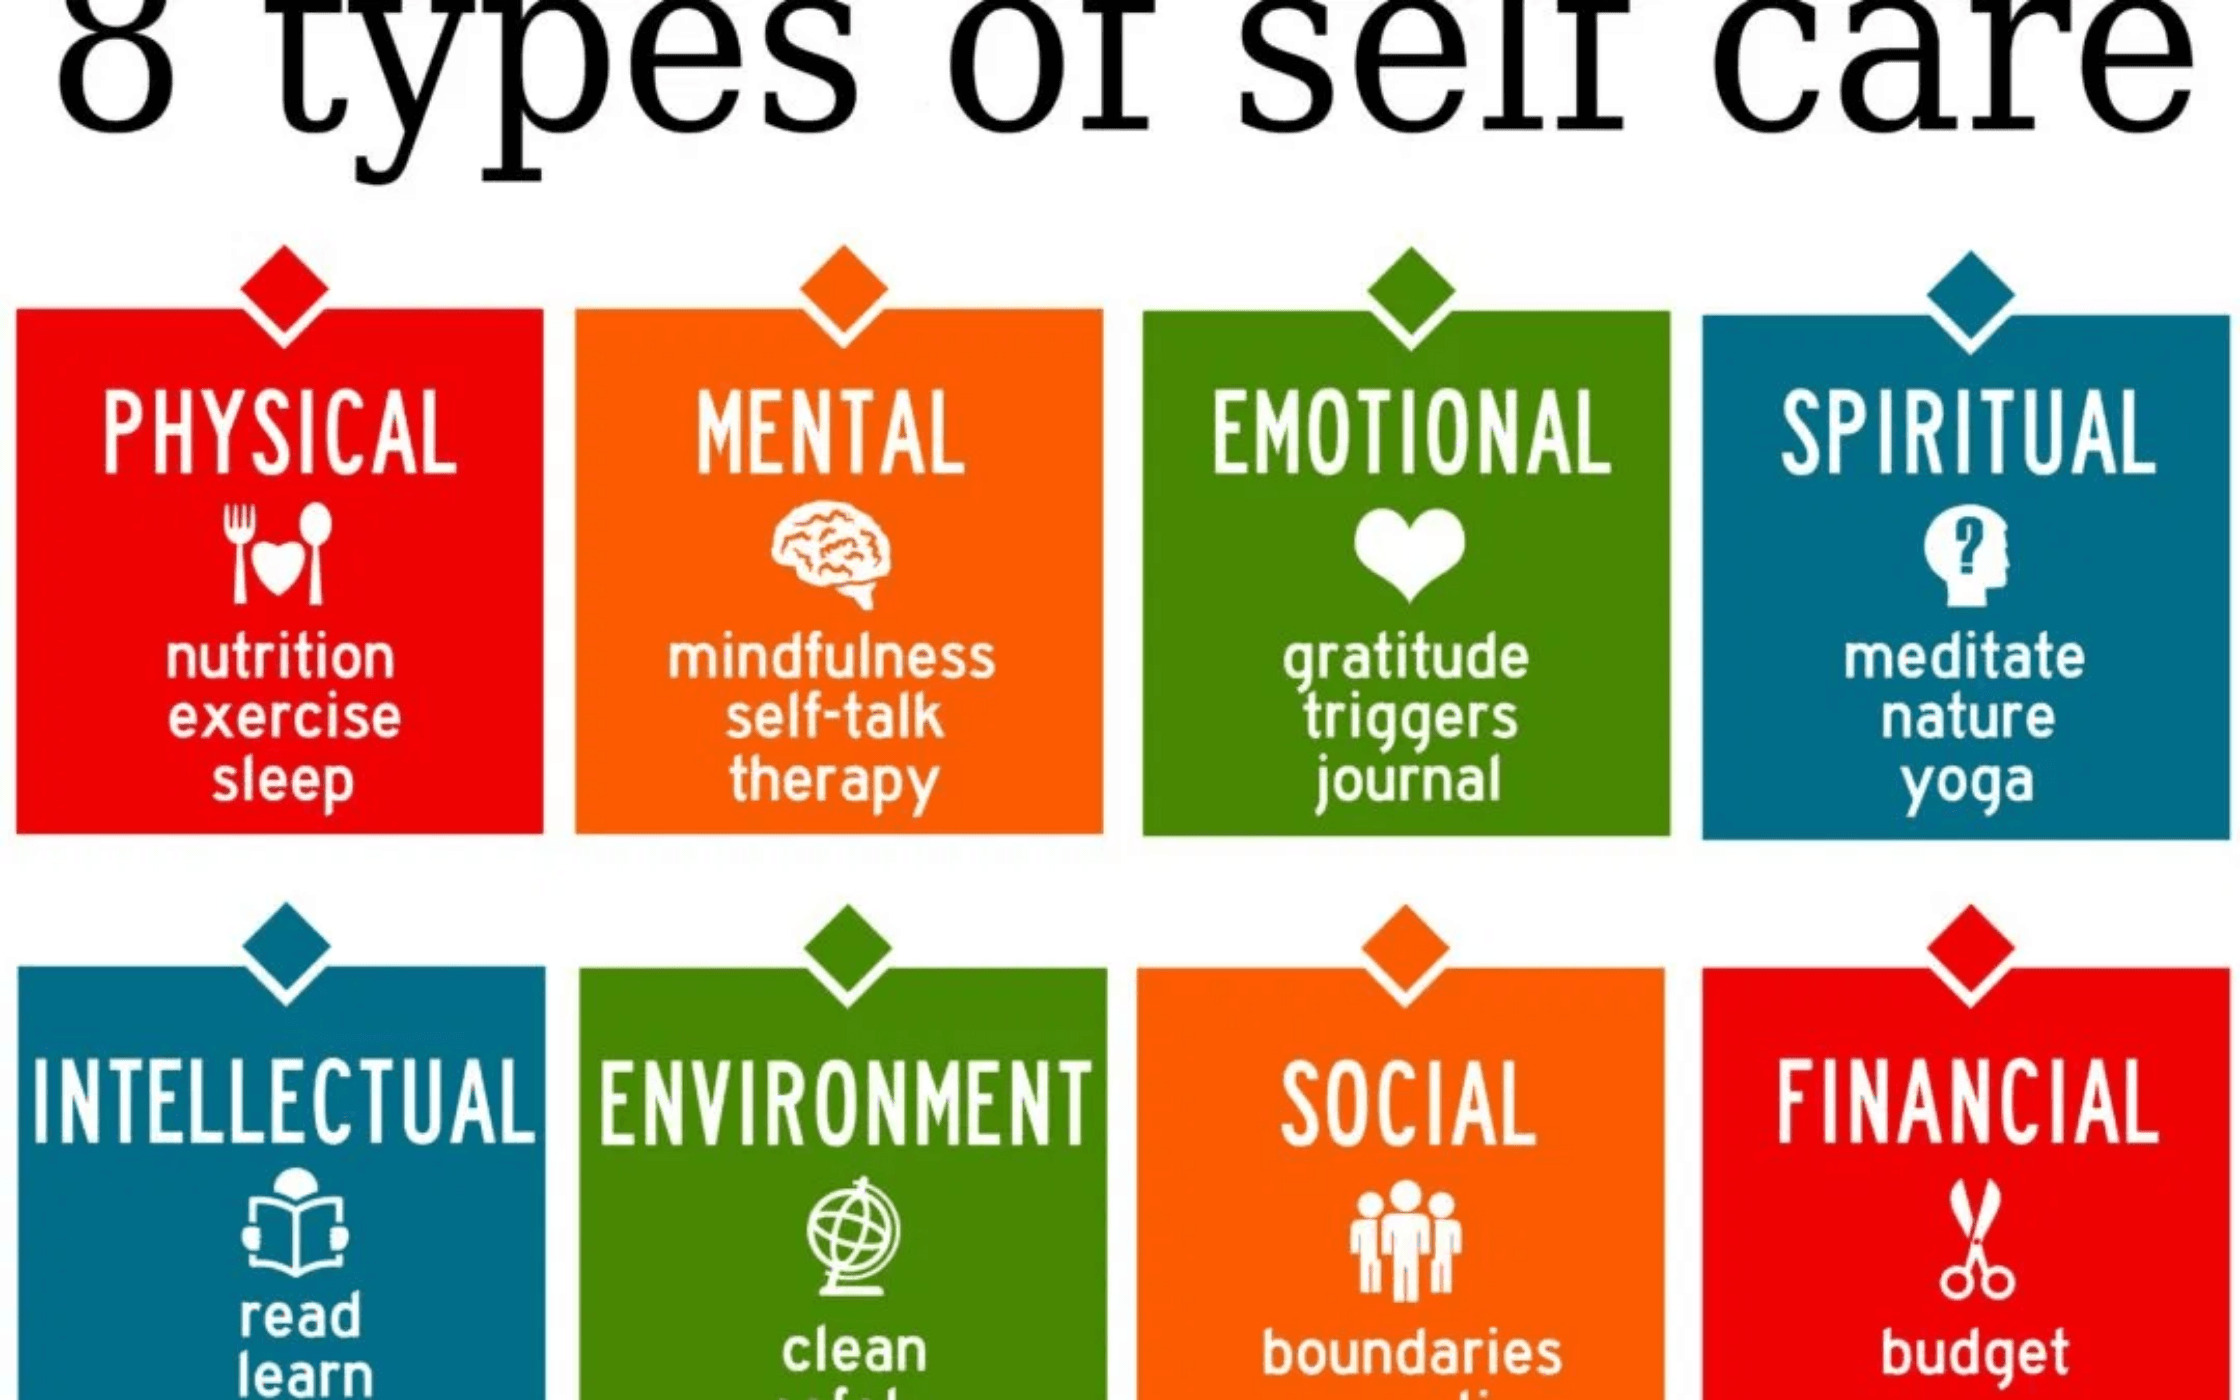 8 types of self care
PHYSICAL
nutrition
exercise
sleep
MENTAL
mindfulness
self-talk
therapy
EMOTIONAL
gratitude
triggers
journal
SPIRITUAL
?
meditate
nature
yoga
INTELLECTUAL
read
learn
ENVIRONMENT
clean
SOCIAL
boundaries
FINANCIAL
budget